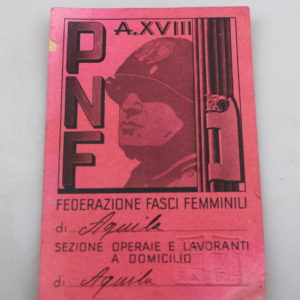 A.XVIII
PNF
FEDERAZIONE FASCI FEMMINILI
di Aquila
SEZIONE OPERAIE E LAVORANTI
A DOMICILIO
di Aquila